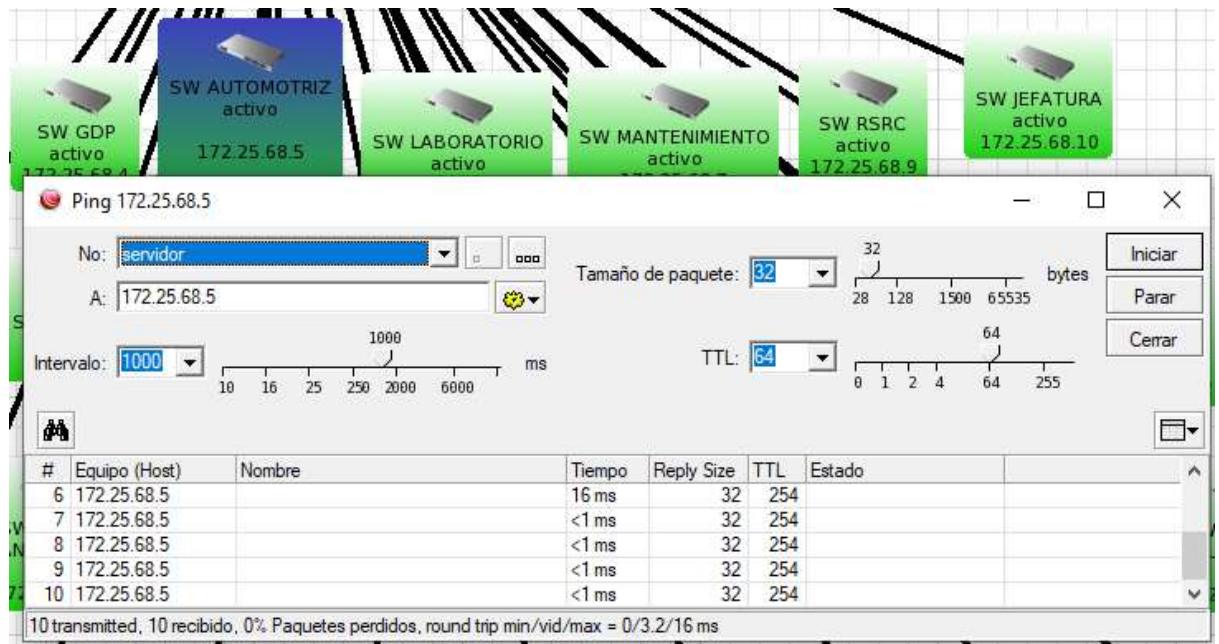 SW AUTOMOTRIZ
activo
172.25.68.5
SW GDP
activo
172.25.68.4
SW LABORATORIO
activo
SW MANTENIMIENTO
activo
SW RSRC
activo
172.25.68.9
SW JEFATURA
activo
172.25.68.10
Ping 172.25.68.5
No: servidor
A: 172.25.68.5
Intervalo: 1000
1000
10 16 25 250 2000 6000
ms
Tamaño de paquete: 32
32
28 128 1500 65535
bytes
TTL: 64
64
0 1 2 4 64 255
Iniciar
Parar
Cerrar
# Equipo (Host) Nombre Tiempo Reply Size TTL Estado
6 172.25.68.5 16 ms 32 254
7 172.25.68.5 <1 ms 32 254
8 172.25.68.5 <1 ms 32 254
9 172.25.68.5 <1 ms 32 254
10 172.25.68.5 <1 ms 32 254
10 transmitted, 10 recibido, 0% Paquetes perdidos, round trip min/vid/max = 0/3.2/16 ms